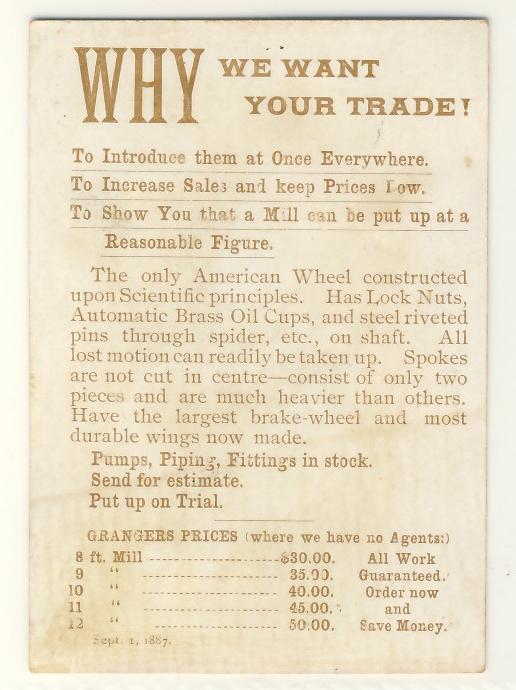 WHY WE WANT
YOUR TRADE!
To Introduce them at Once Everywhere.
To Increase Sales and keep Prices Low.
To Show You that a Mill can be put up at a
Reasonable Figure.
The only American Wheel constructed
upon Scientific principles. Has Lock Nuts,
Automatic Brass Oil Cups, and steel riveted
pins through spider, etc., on shaft. All
lost motion can readily be taken up. Spokes
are not cut in centre—consist of only two
pieces and are much heavier than others.
Have the largest brake-wheel and most
durable wings now made.
Pumps, Piping, Fittings in stock.
Send for estimate.
Put up on Trial.
GRANGERS PRICES (where we have no Agents:)
8 ft. Mill --------------------$30.00. All Work
9 “ -------------------- 35.00. Guaranteed.
10 “ -------------------- 40.00. Order now
11 “ -------------------- 45.00. and
12 “ -------------------- 50.00. Save Money.
Sept. 1, 1887.